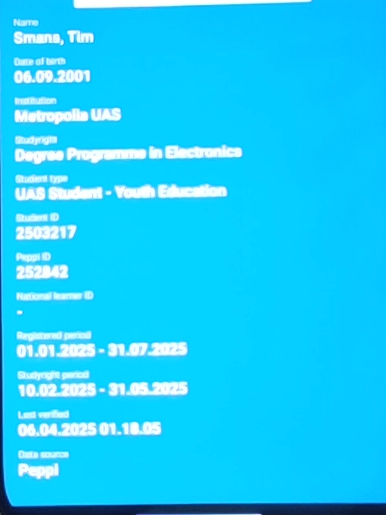 Name
Smans, Tim
Date of birth
06.09.2001
Institution
Metropolia UAS
Studyright
Degree Programme in Electronics
Student type
UAS Student - Youth Education
Student ID
2503217
Peppi ID
252842
National learner ID
-
Registered period
01.01.2025 - 31.07.2025
Studyright period
10.02.2025 - 31.05.2025
Last verified
06.04.2025 01.18.05
Data source
Peppi